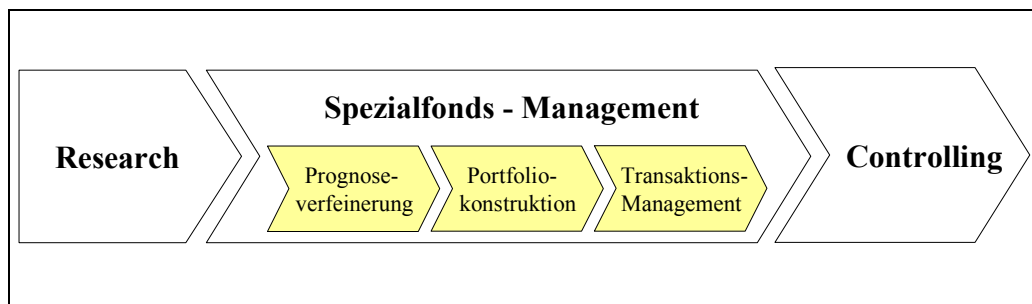 Research
Spezialfonds - Management
Prognose-
verfeinerung
Portfolio-
konstruktion
Transaktions-
Management
Controlling